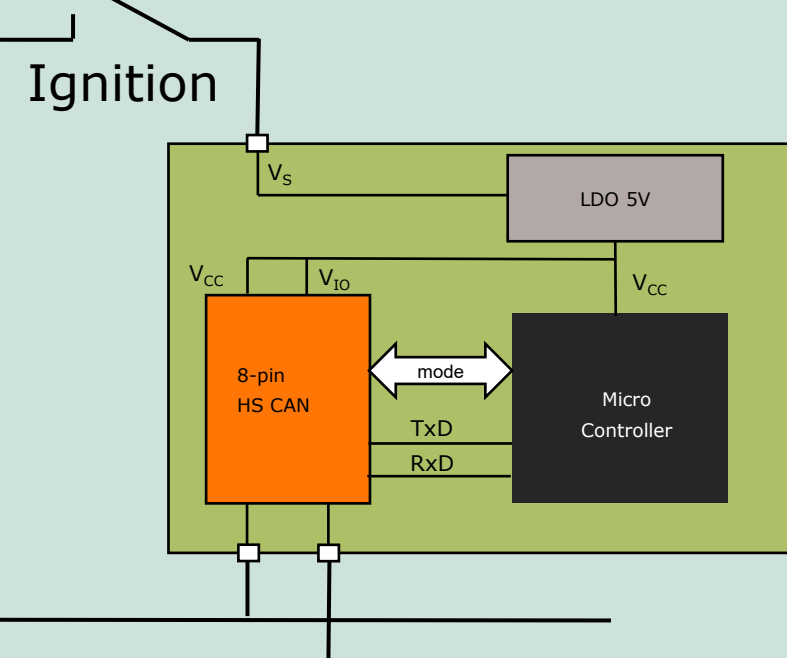 Ignition
VS
LDO 5V
VCC
VIO
VCC
8-pin
HS CAN
mode
Micro
Controller
TxD
RxD